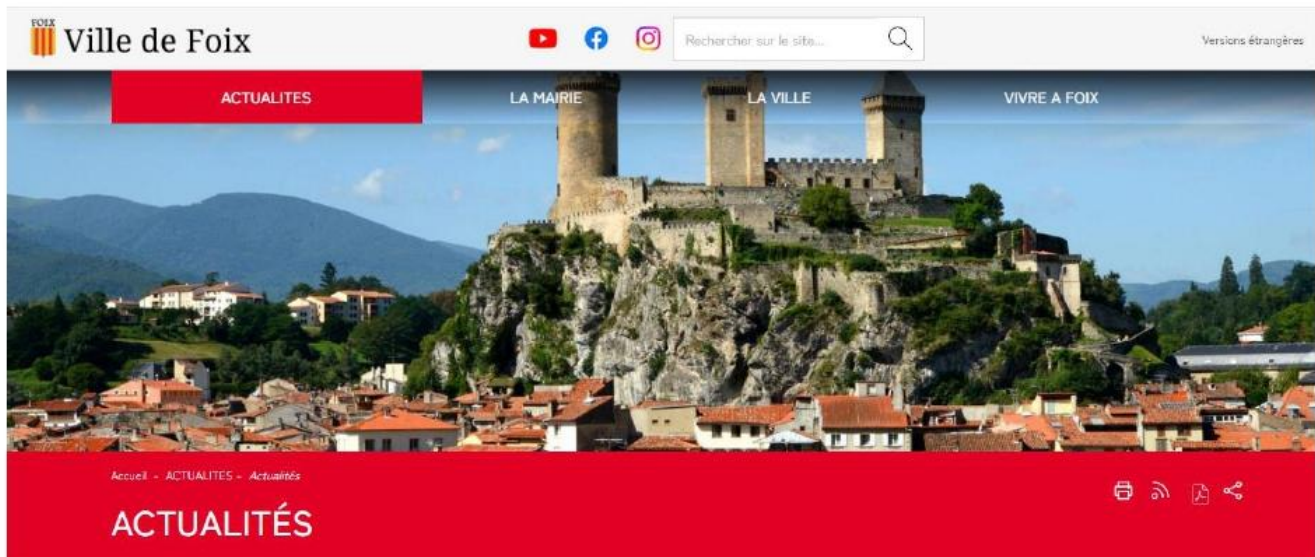 FOIX
Ville de Foix
Rechercher sur le site...
Versions étrangères
ACTUALITES
LA MAIRIE
LA VILLE
VIVRE A FOIX
Accueil - ACTUALITES - Actualités
ACTUALITÉS